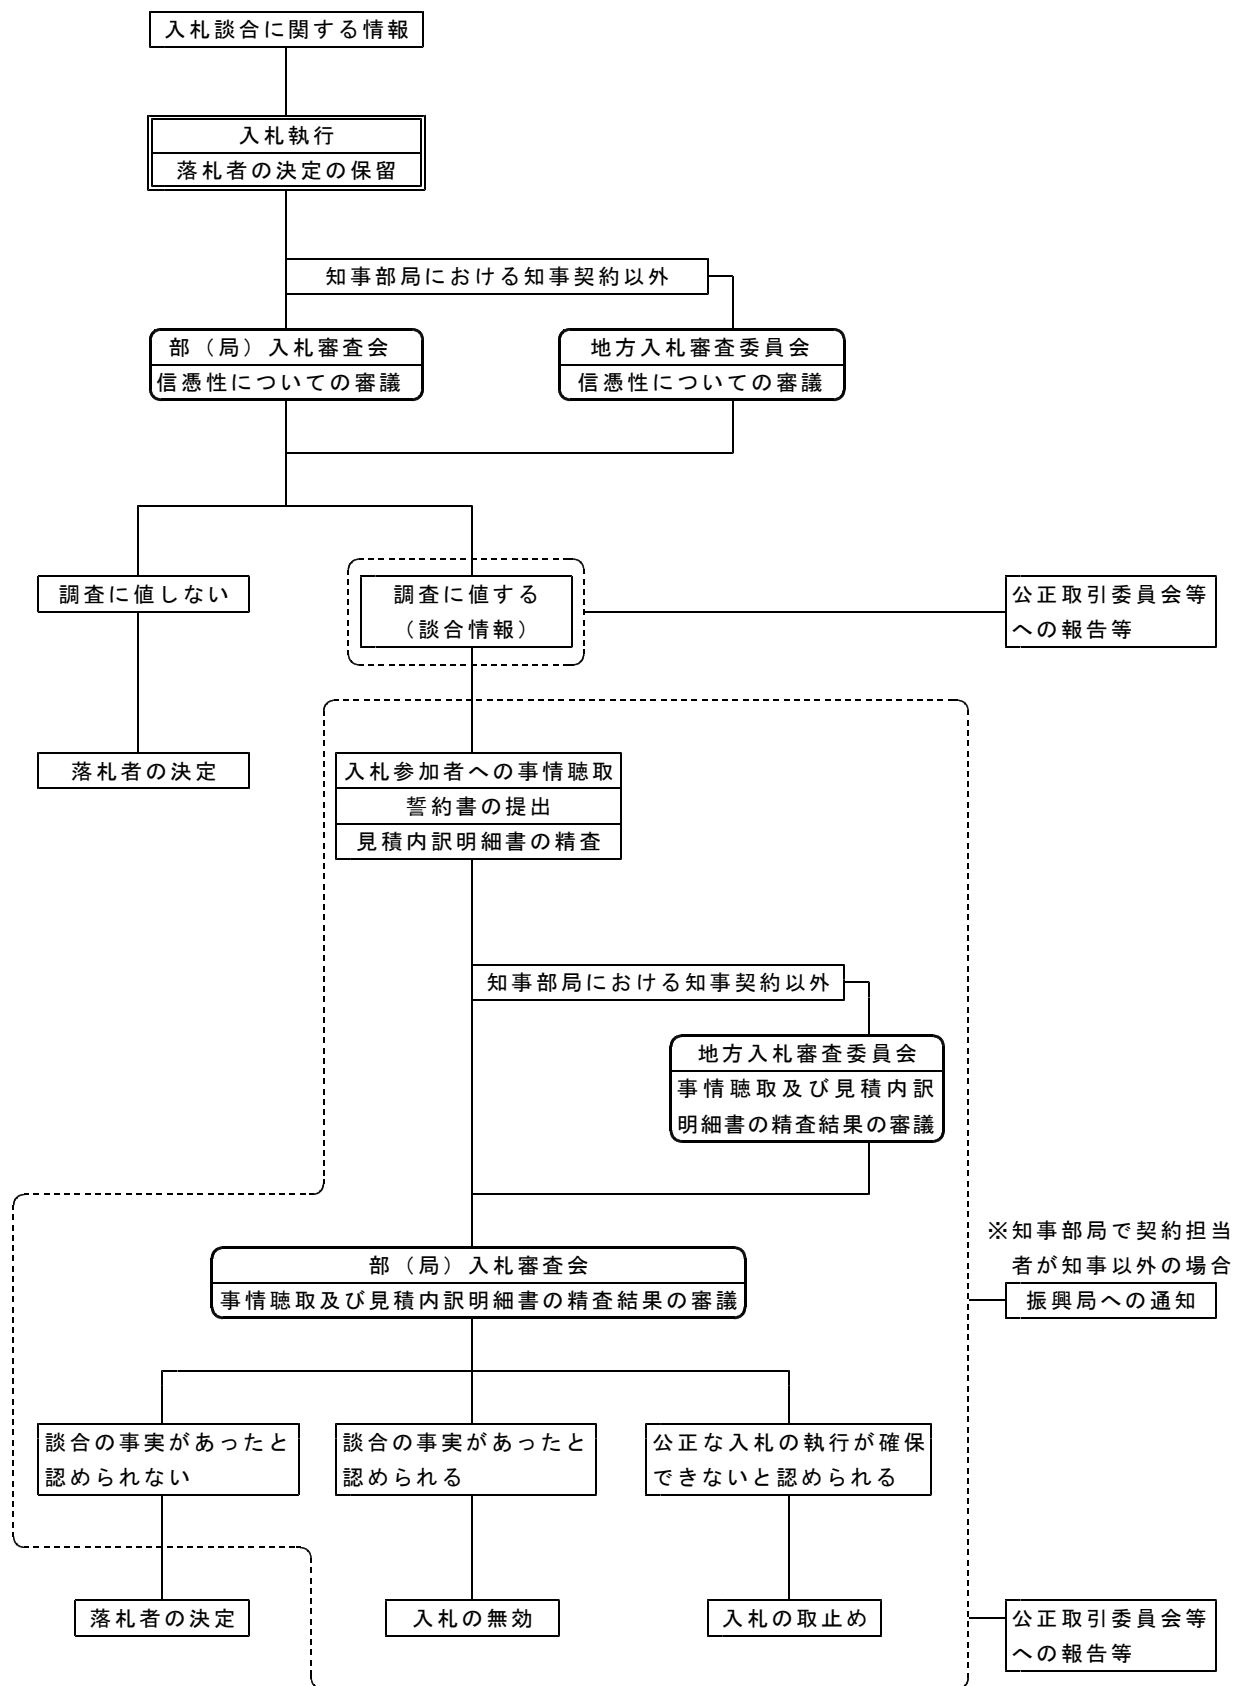 入札談合に関する情報
入札執行
落札者の決定の保留
知事部局における知事契約以外
部（局）入札審査会
信憑性についての審議
地方入札審査委員会
信憑性についての審議
調査に値しない
調査に値する
（談合情報）
公正取引委員会等
への報告等
落札者の決定
入札参加者への事情聴取
誓約書の提出
見積内訳明細書の精査
知事部局における知事契約以外
地方入札審査委員会
事情聴取及び見積内訳
明細書の精査結果の審議
※知事部局で契約担当
者が知事以外の場合
振興局への通知
部（局）入札審査会
事情聴取及び見積内訳明細書の精査結果の審議
談合の事実があったと
認められない
談合の事実があったと
認められる
公正な入札の執行が確保
できないと認められる
落札者の決定
入札の無効
入札の取止め
公正取引委員会等
への報告等